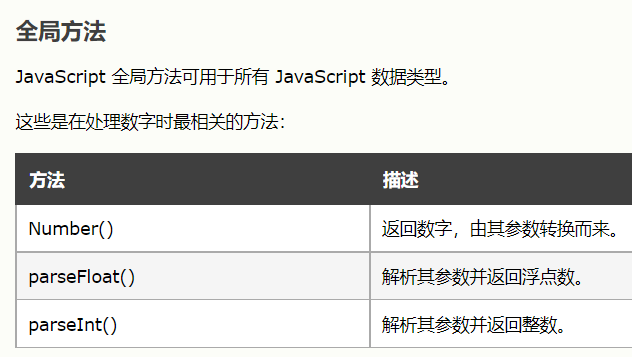 全局方法
JavaScript 全局方法可用于所有 JavaScript 数据类型。
这些是在处理数字时最相关的方法：
方法 描述
Number() 返回数字，由其参数转换而来。
parseFloat() 解析其参数并返回浮点数。
parseInt() 解析其参数并返回整数。